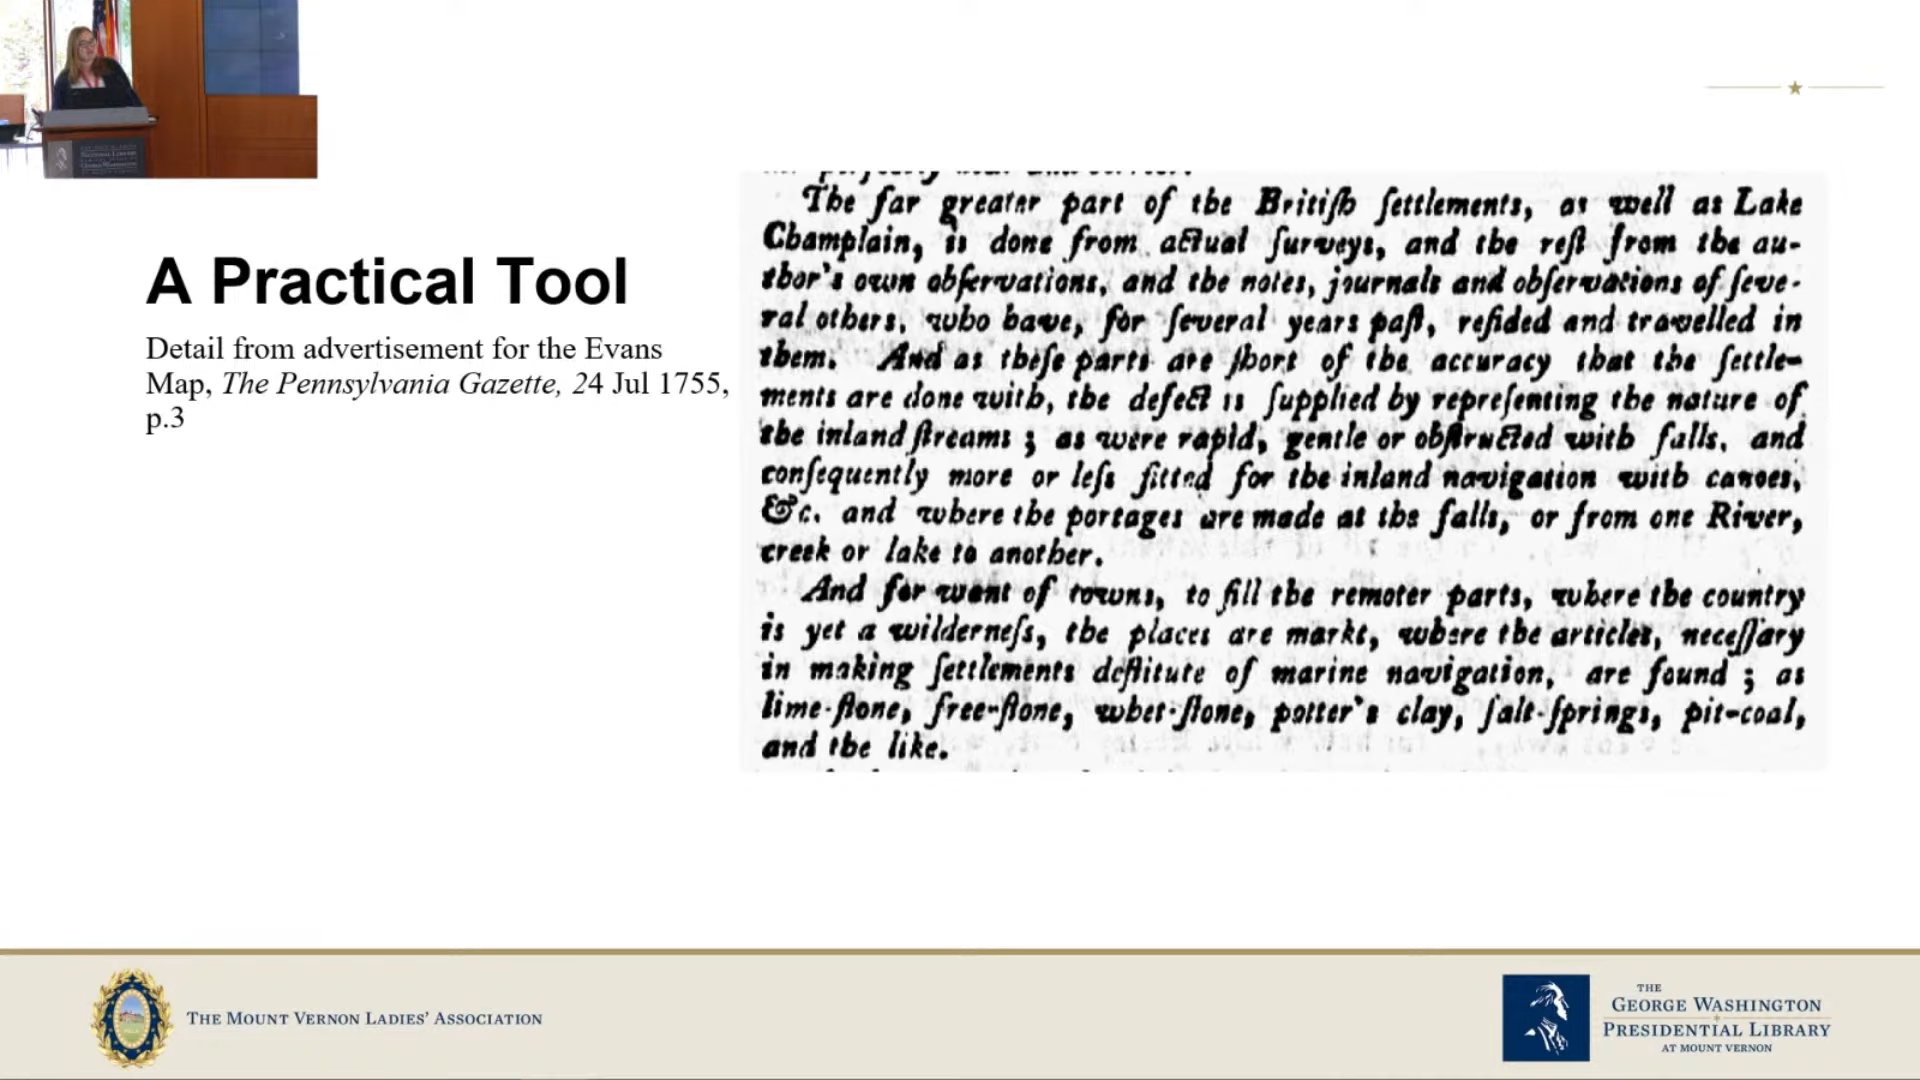 A Practical Tool
Detail from advertisement for the Evans
Map, The Pennsylvania Gazette, 24 Jul 1755,
p.3
The far greater part of the Britiſh ſettlements, as well as Lake
Champlain, is done from actual ſurveys, and the reſt from the au-
thor's own obſervations, and the notes, journals and obſervations of ſeve-
ral others, who have, for ſeveral years paſt, reſided and travelled in
them. And as theſe parts are ſhort of the accuracy that the ſettle-
ments are done with, the defect is ſupplied by repreſenting the nature of
the inland ſtreams ; as were rapid, gentle or obſtructed with falls, and
conſequently more or leſs fitted for the inland navigation with canoes,
&c. and where the portages are made at the falls, or from one River,
creek or lake to another.
And for want of towns, to fill the remoter parts, where the country
is yet a wilderneſs, the places are markt, where the articles, neceſſary
in making ſettlements deſtitute of marine navigation, are found ; as
lime-ſtone, free-ſtone, whet-ſtone, potter's clay, ſalt-ſprings, pit-coal,
and the like.
THE MOUNT VERNON LADIES' ASSOCIATION
THE
GEORGE WASHINGTON
PRESIDENTIAL LIBRARY
AT MOUNT VERNON